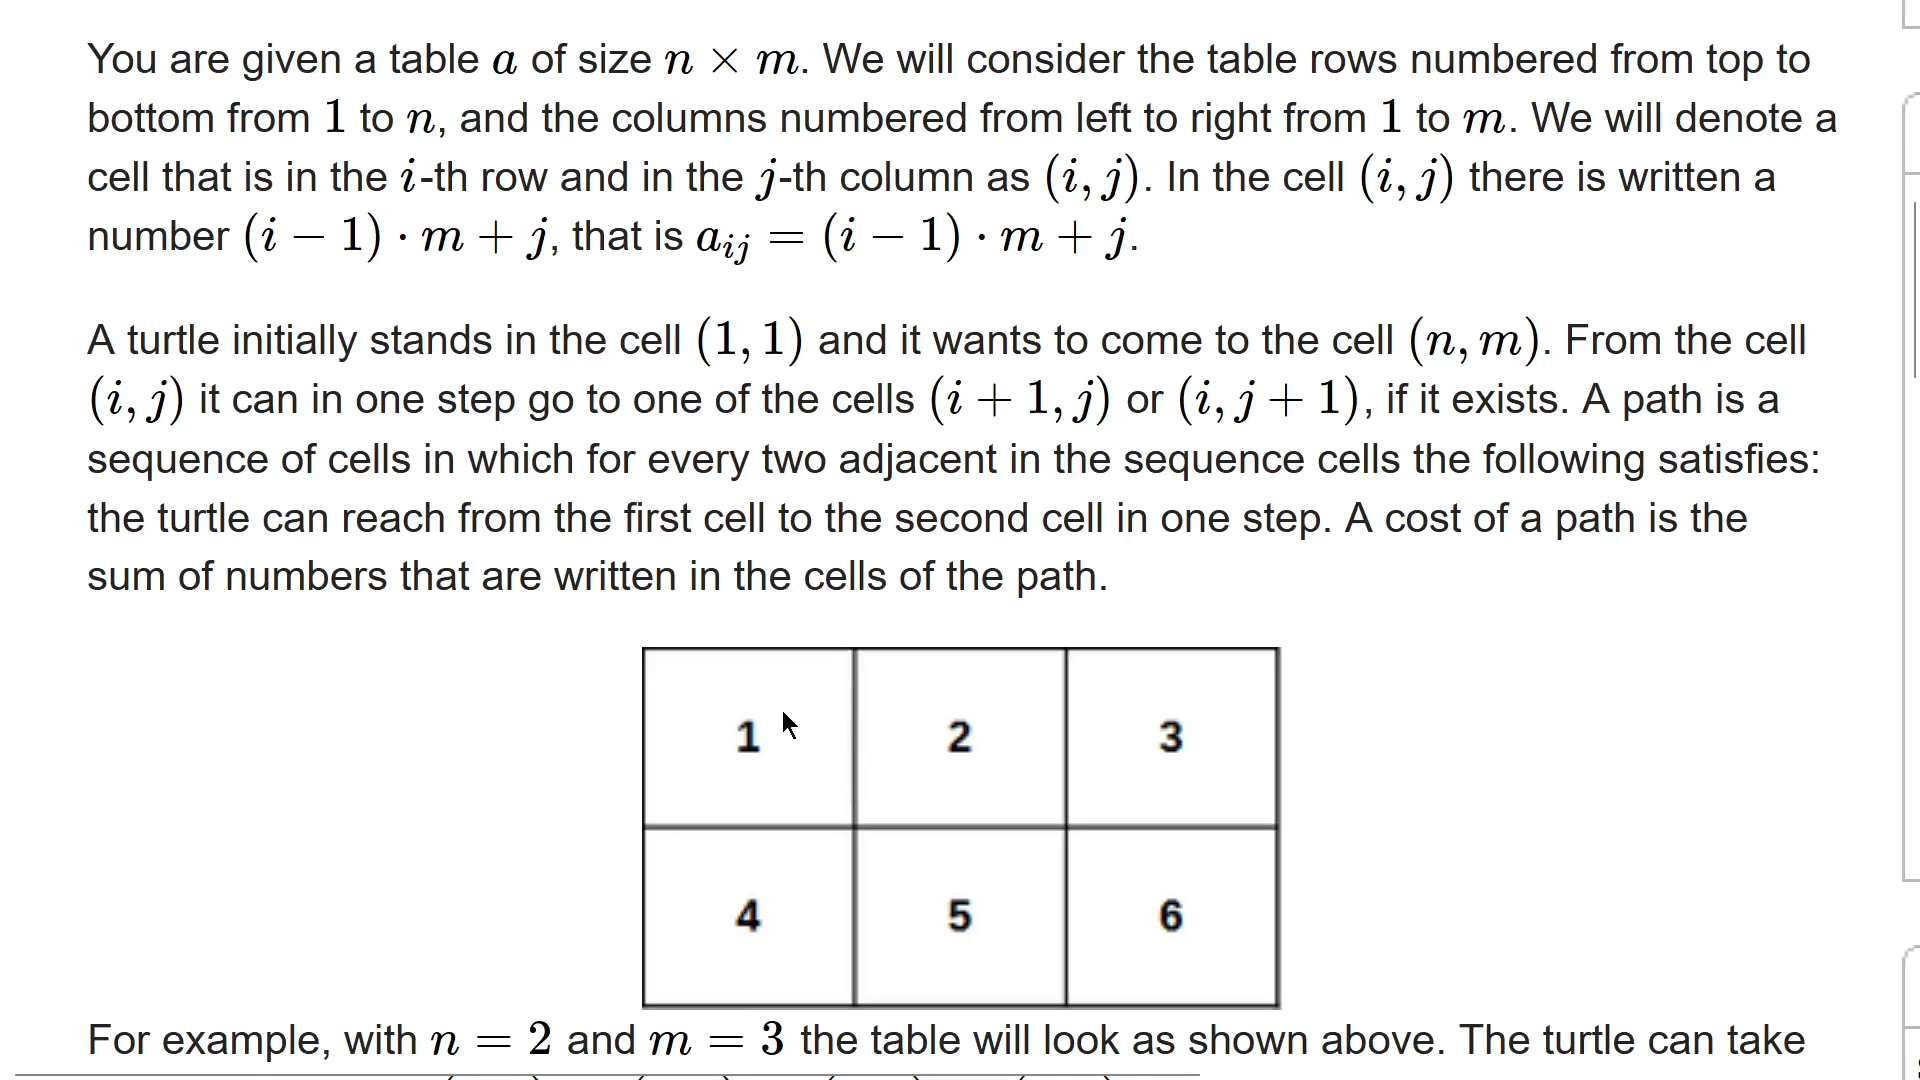 You are given a table a of size n × m. We will consider the table rows numbered from top to
bottom from 1 to n, and the columns numbered from left to right from 1 to m. We will denote a
cell that is in the i-th row and in the j-th column as (i, j). In the cell (i, j) there is written a
number (i − 1) · m + j, that is aij = (i − 1) · m + j.
A turtle initially stands in the cell (1, 1) and it wants to come to the cell (n, m). From the cell
(i, j) it can in one step go to one of the cells (i + 1, j) or (i, j + 1), if it exists. A path is a
sequence of cells in which for every two adjacent in the sequence cells the following satisfies:
the turtle can reach from the first cell to the second cell in one step. A cost of a path is the
sum of numbers that are written in the cells of the path.
1 2 3
4 5 6
For example, with n = 2 and m = 3 the table will look as shown above. The turtle can take